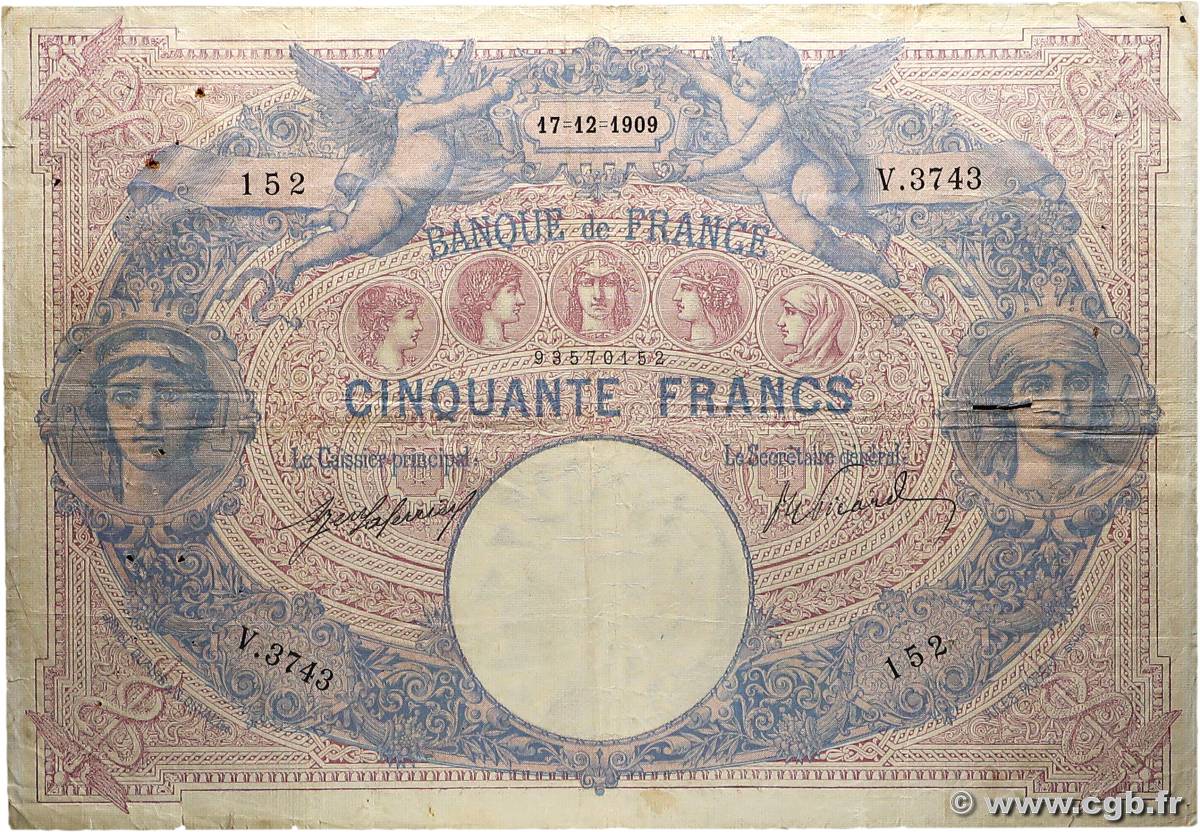 17=12=1909
152
V.3743
BANQUE de FRANCE
93570152
CINQUANTE FRANCS
Le Caissier principal,
Le Secrétaire général,
V.3743
152
© www.cgb.fr